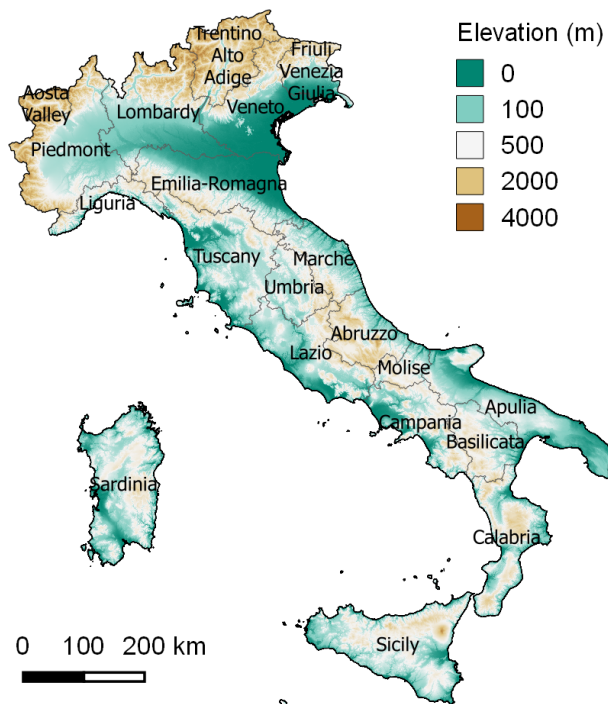 Elevation (m)
0
100
500
2000
4000
Trentino
Alto
Adige
Friuli
Venezia
Giulia
Aosta
Valley
Lombardy
Veneto
Piedmont
Emilia-Romagna
Liguria
Tuscany
Marche
Umbria
Abruzzo
Lazio
Molise
Apulia
Campania
Basilicata
Sardinia
Calabria
Sicily
0 100 200 km